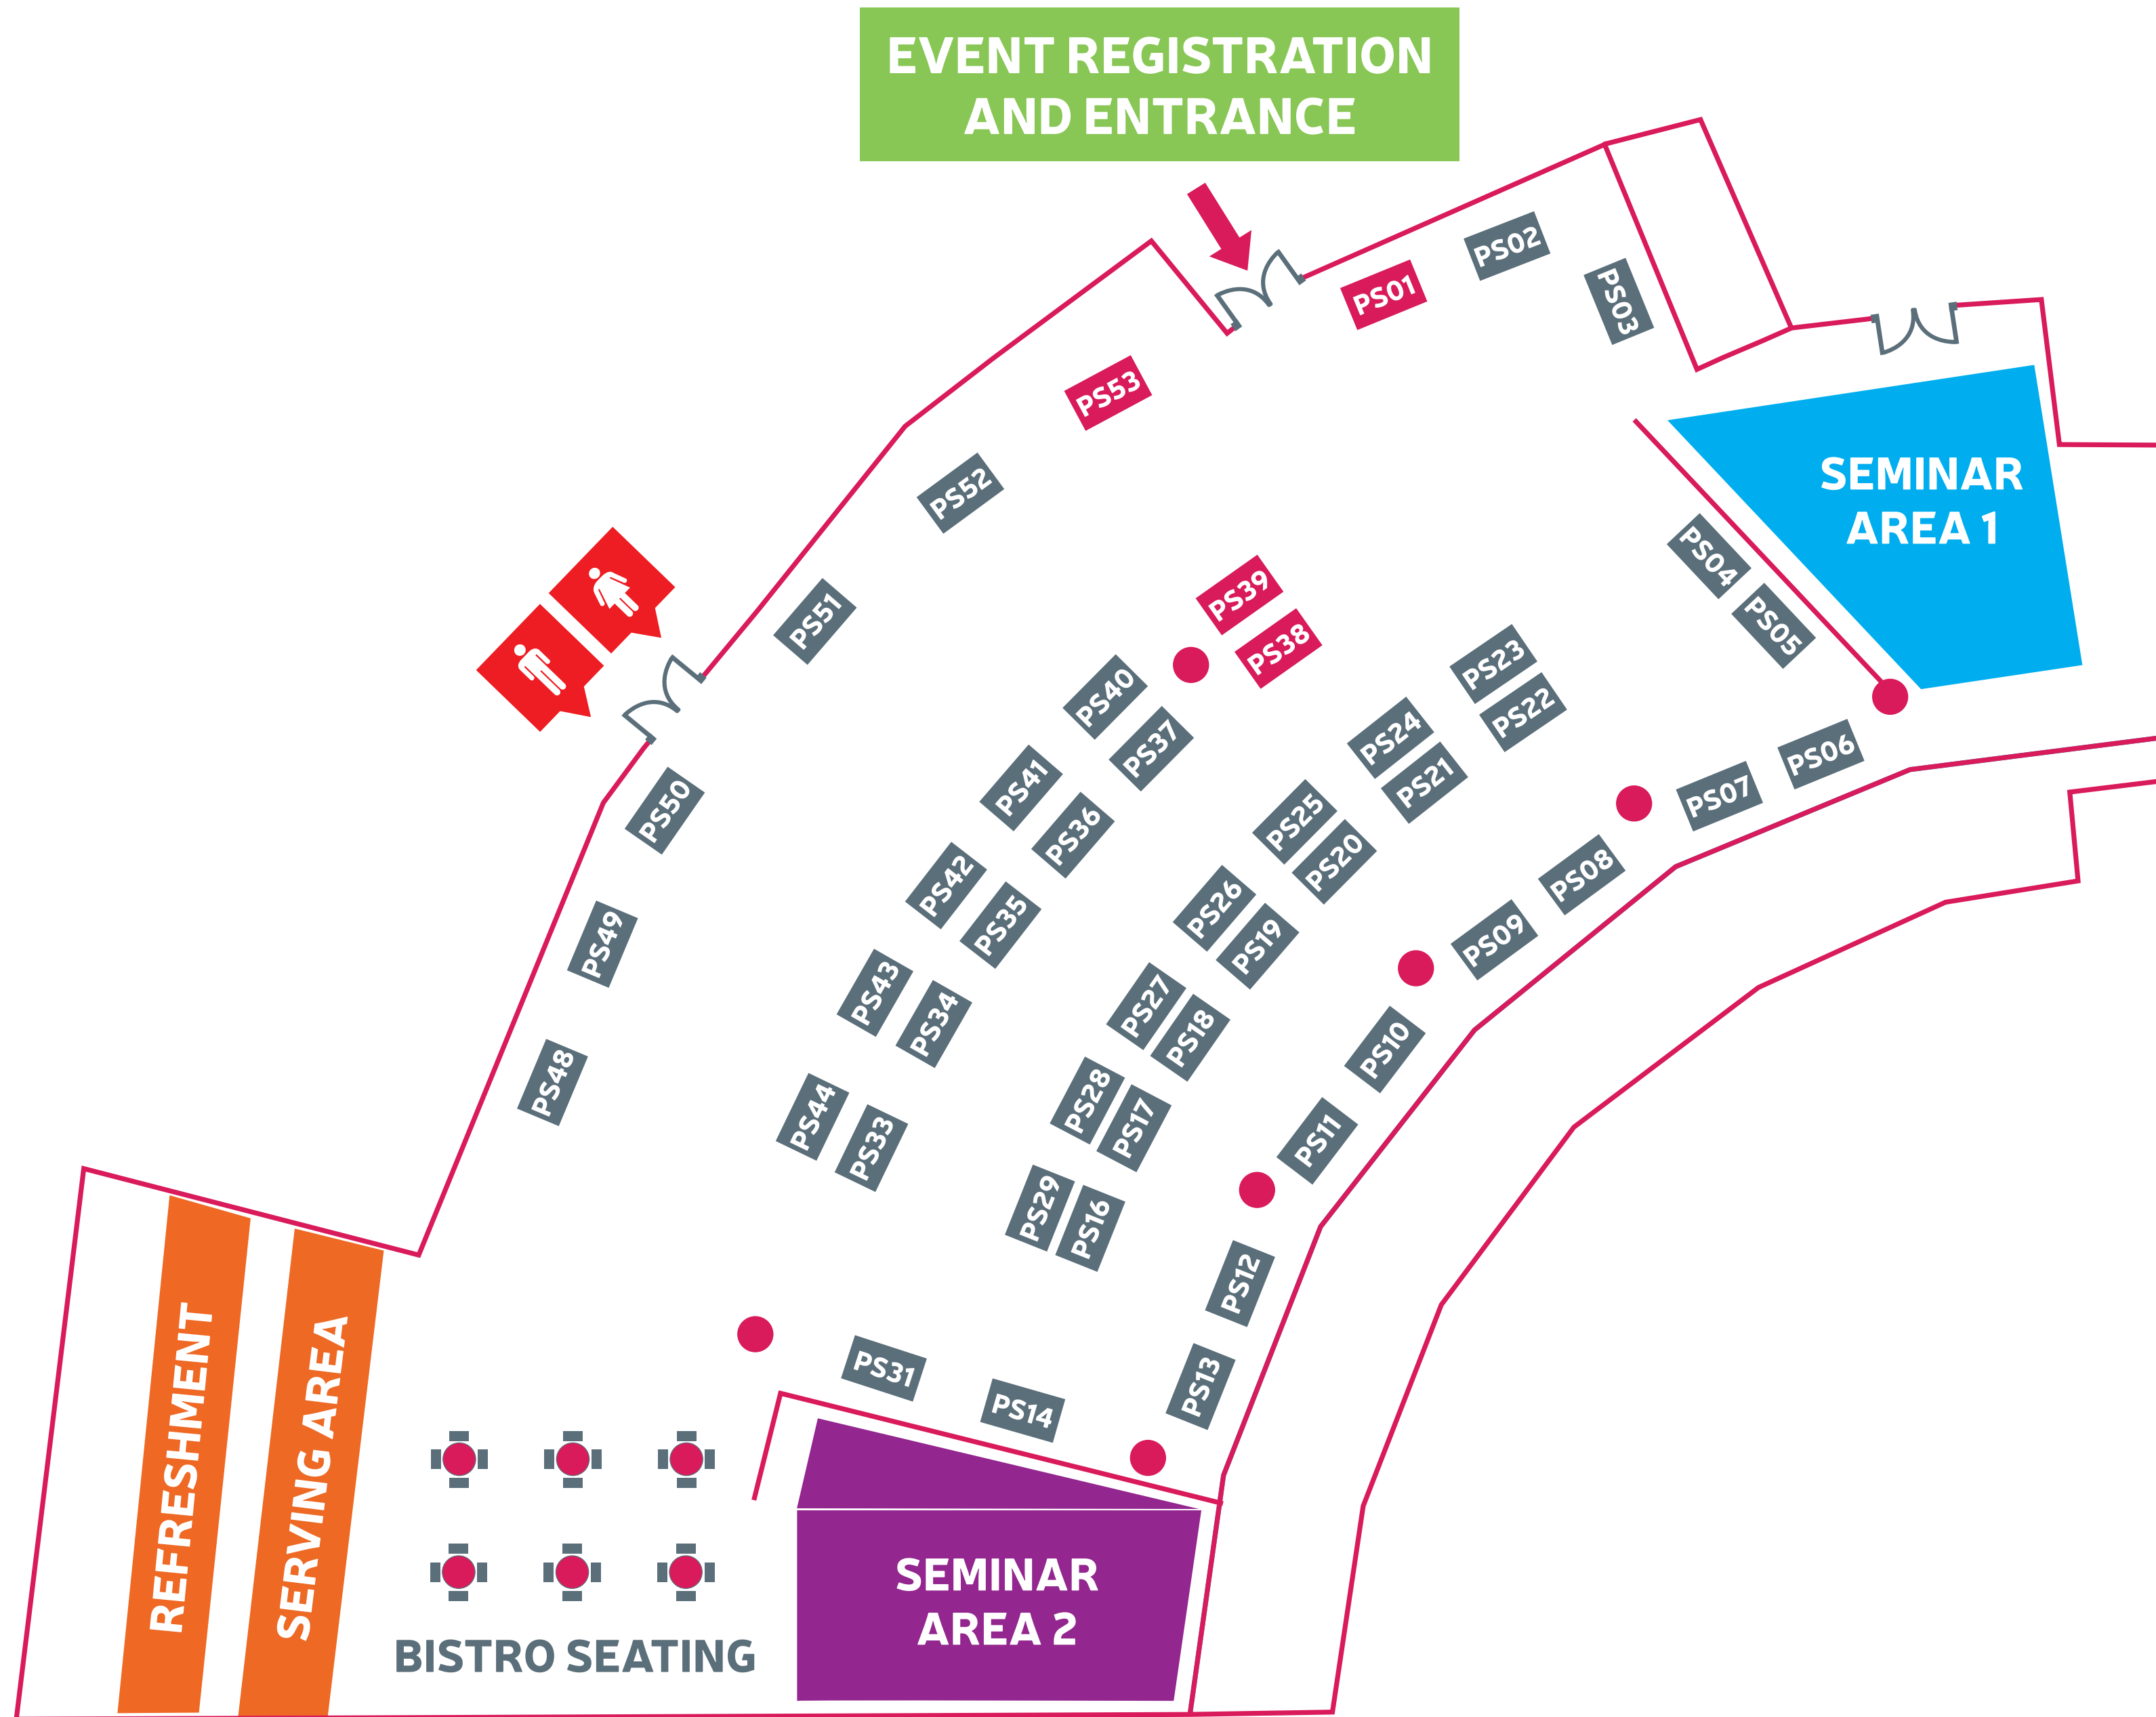 EVENT REGISTRATION
AND ENTRANCE
PS01
PS02
PS03
PS53
PS52
PS51
SEMINAR
AREA 1
PS04
PS05
PS39
PS38
PS40
PS37
PS23
PS22
PS24
PS21
PS06
PS07
PS41
PS36
PS25
PS20
PS08
PS09
PS50
PS42
PS35
PS26
PS19
PS49
PS43
PS34
PS27
PS18
PS10
PS48
PS44
PS33
PS28
PS17
PS11
PS29
PS16
PS12
PS31
PS14
PS13
REFRESHMENT
SERVING AREA
SEMINAR
AREA 2
BISTRO SEATING